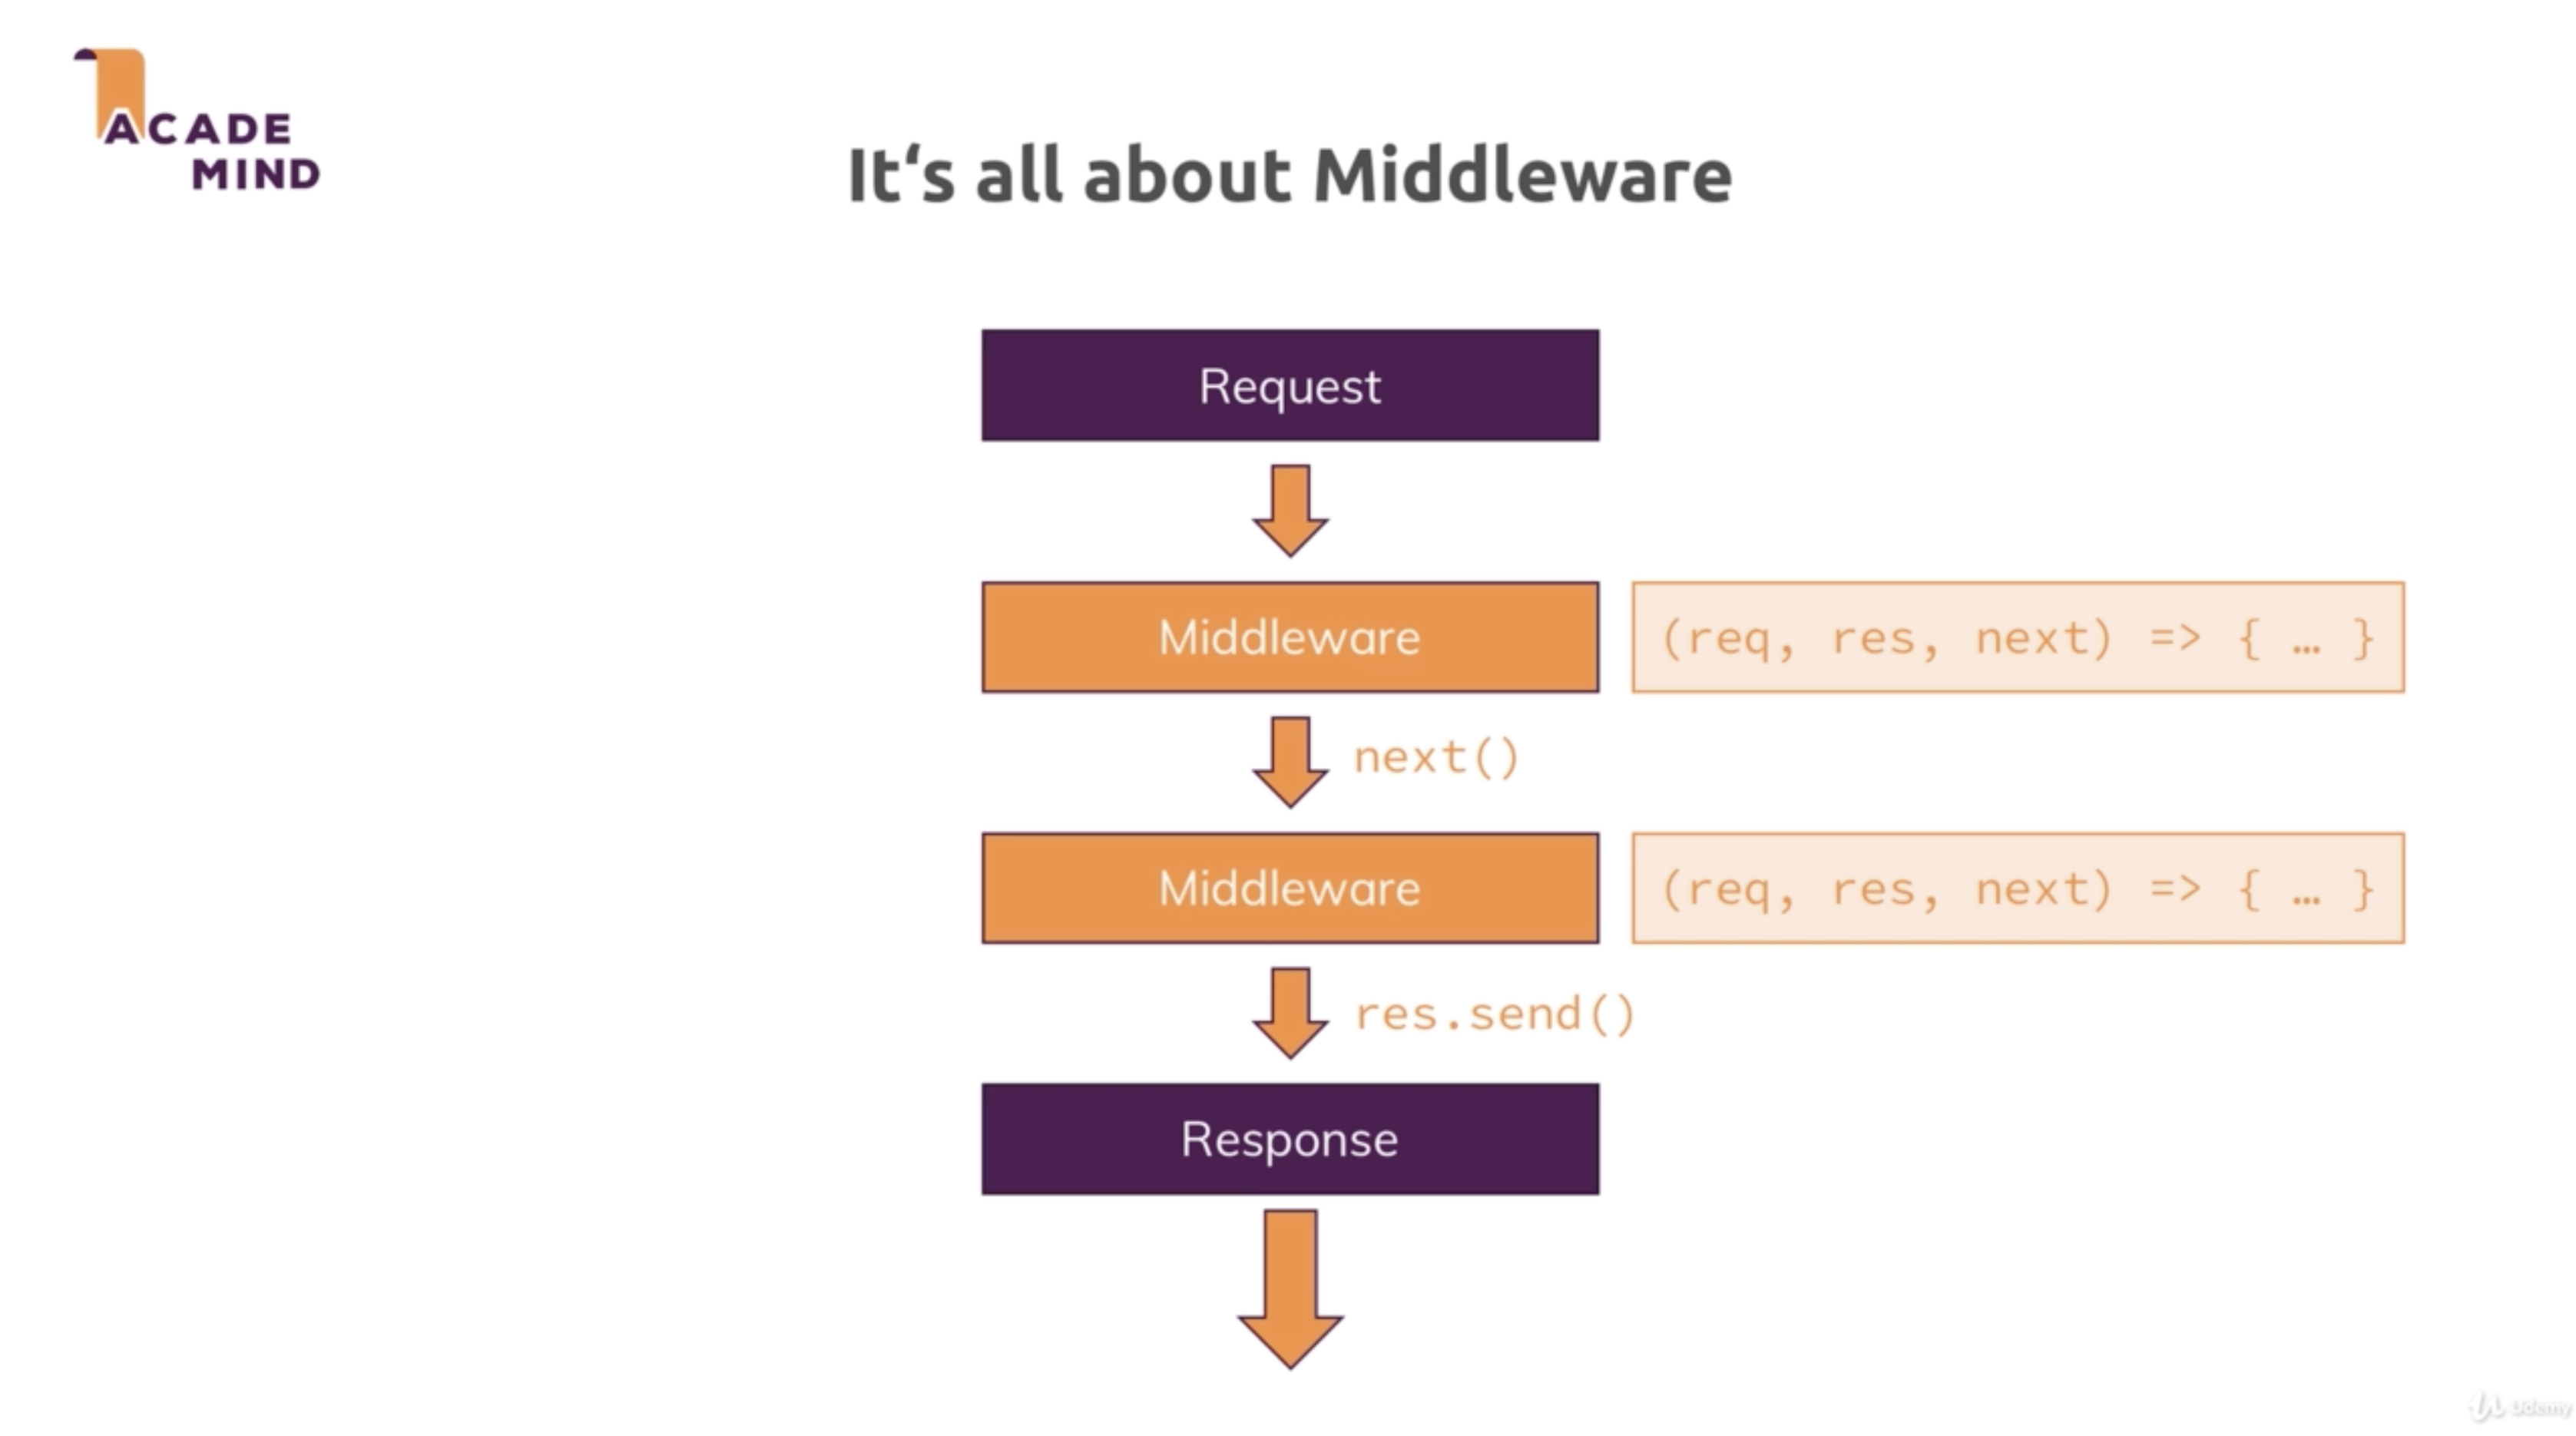 ACADE
MIND
It‘s all about Middleware
Request
Middleware
(req, res, next) => { … }
next()
Middleware
(req, res, next) => { … }
res.send()
Response
Udemy